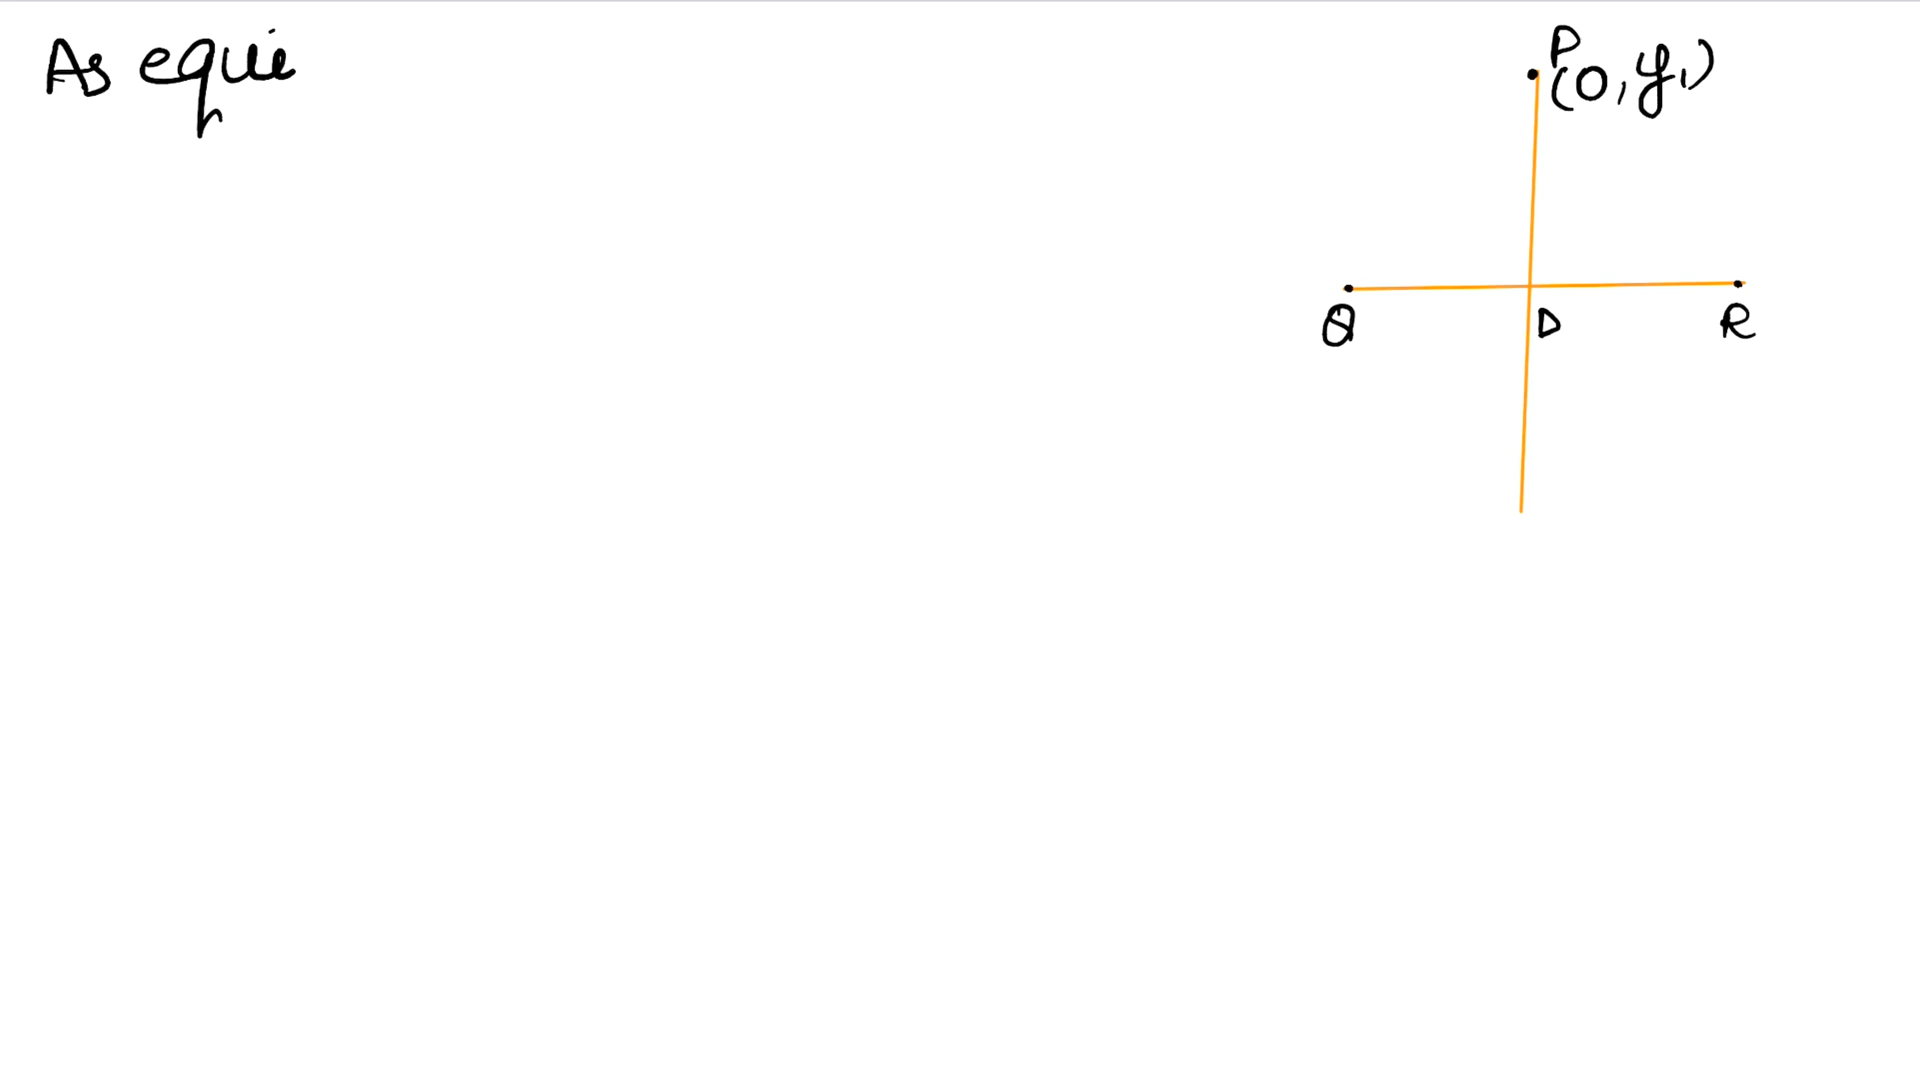 As equi
P
(0, y₁)
Q D R